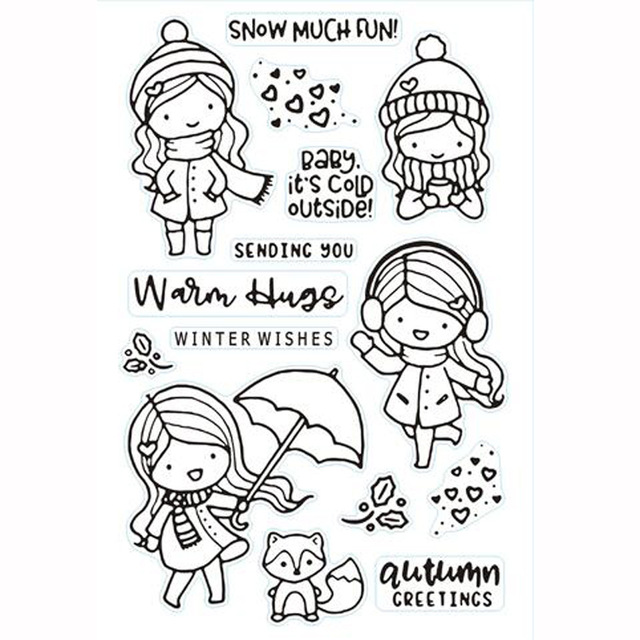 SNOW MUCH FUN!
BaBy,
it's COLD
outside!
SENDING YOU
Warm Hugs
WINTER WISHES
autumn
GREETINGS